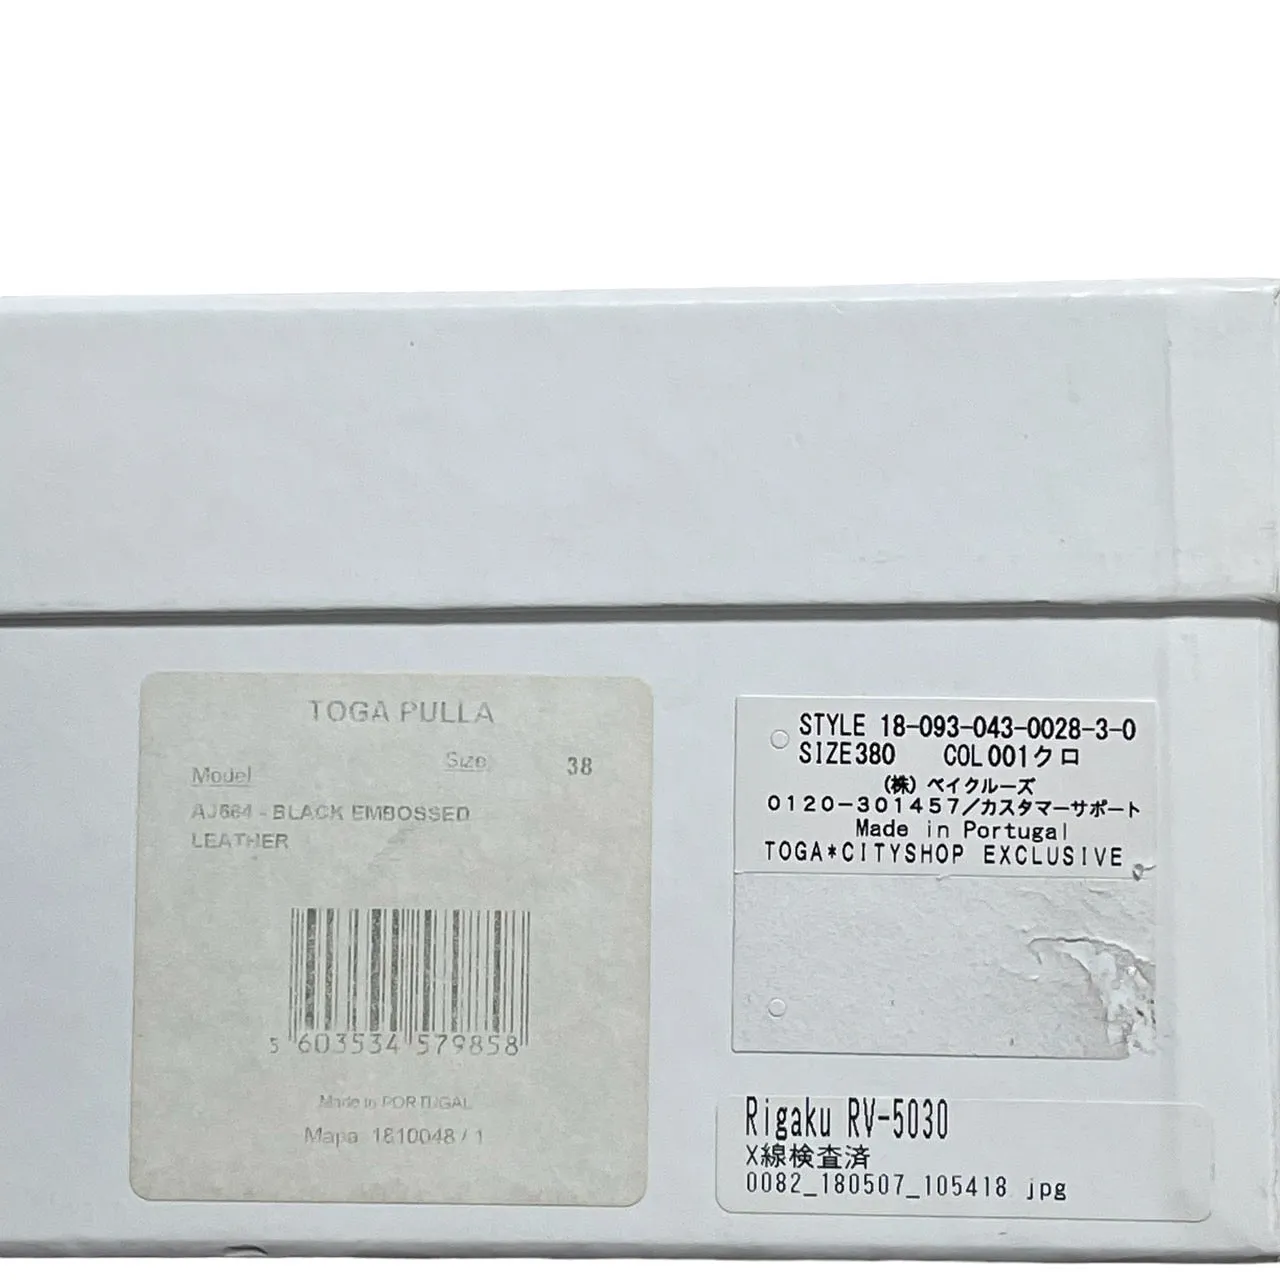 TOGA PULLA
Model Size 38
AJ664 - BLACK EMBOSSED
LEATHER
5 603534 579858
Made in PORTUGAL
Mapa 1810048 / 1
STYLE 18-093-043-0028-3-0
SIZE380 COL001クロ
(株) ベイクルーズ
0120-301457/カスタマーサポート
Made in Portugal
TOGA*CITYSHOP EXCLUSIVE
Rigaku RV-5030
X線検査済
0082_180507_105418 jpg